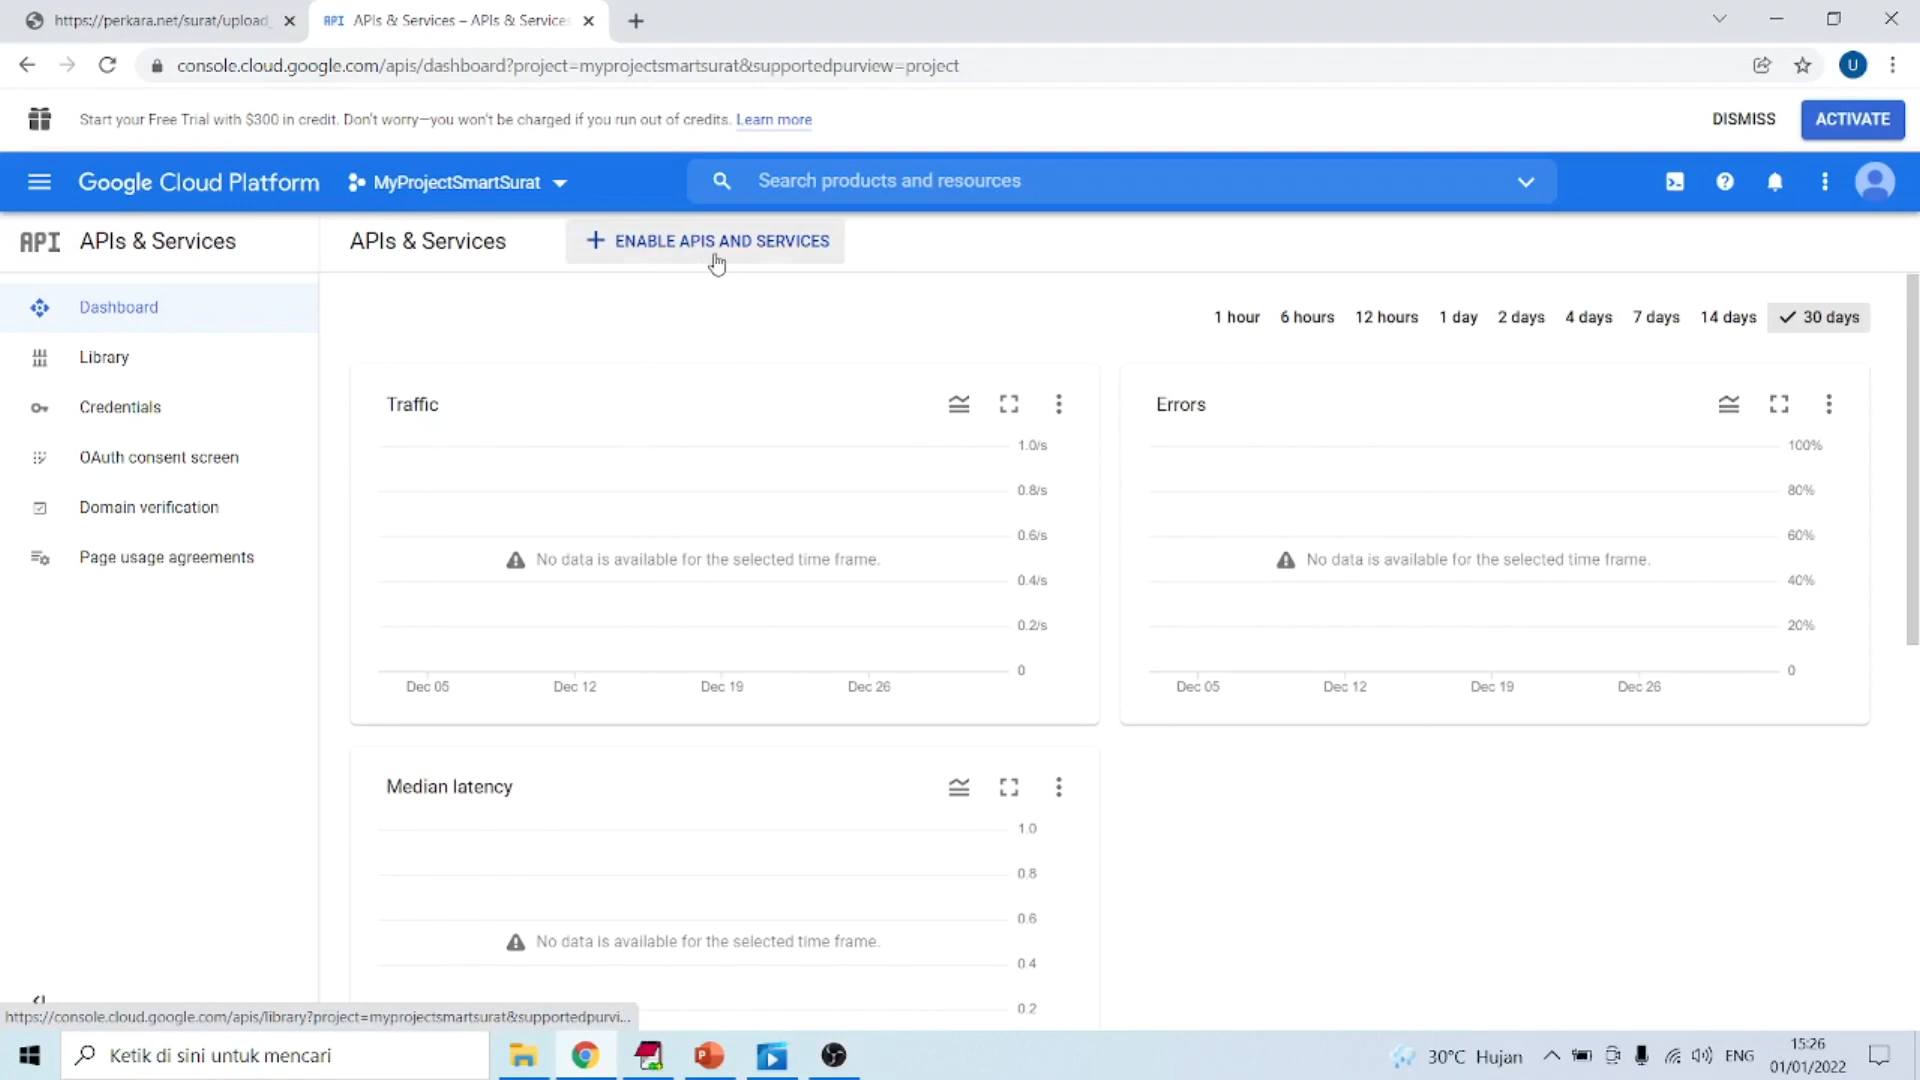 https://perkara.net/surat/upload_
API APIs & Services – APIs & Services
console.cloud.google.com/apis/dashboard?project=myprojectsmartsurat&supportedpurview=project
U
Start your Free Trial with $300 in credit. Don't worry—you won't be charged if you run out of credits. Learn more
DISMISS
ACTIVATE
Google Cloud Platform
MyProjectSmartSurat
Search products and resources
API APIs & Services
APIs & Services
ENABLE APIS AND SERVICES
Dashboard
Library
Credentials
OAuth consent screen
Domain verification
Page usage agreements
1 hour 6 hours 12 hours 1 day 2 days 4 days 7 days 14 days 30 days
Traffic
1.0/s
0.8/s
0.6/s
No data is available for the selected time frame.
0.4/s
0.2/s
0
Dec 05 Dec 12 Dec 19 Dec 26
Errors
100%
80%
60%
No data is available for the selected time frame.
40%
20%
0
Dec 05 Dec 12 Dec 19 Dec 26
Median latency
1.0
0.8
0.6
No data is available for the selected time frame.
0.4
0.2
https://console.cloud.google.com/apis/library?project=myprojectsmartsurat&supportedpurvi...
Ketik di sini untuk mencari
30°C Hujan
ENG
15:26
01/01/2022